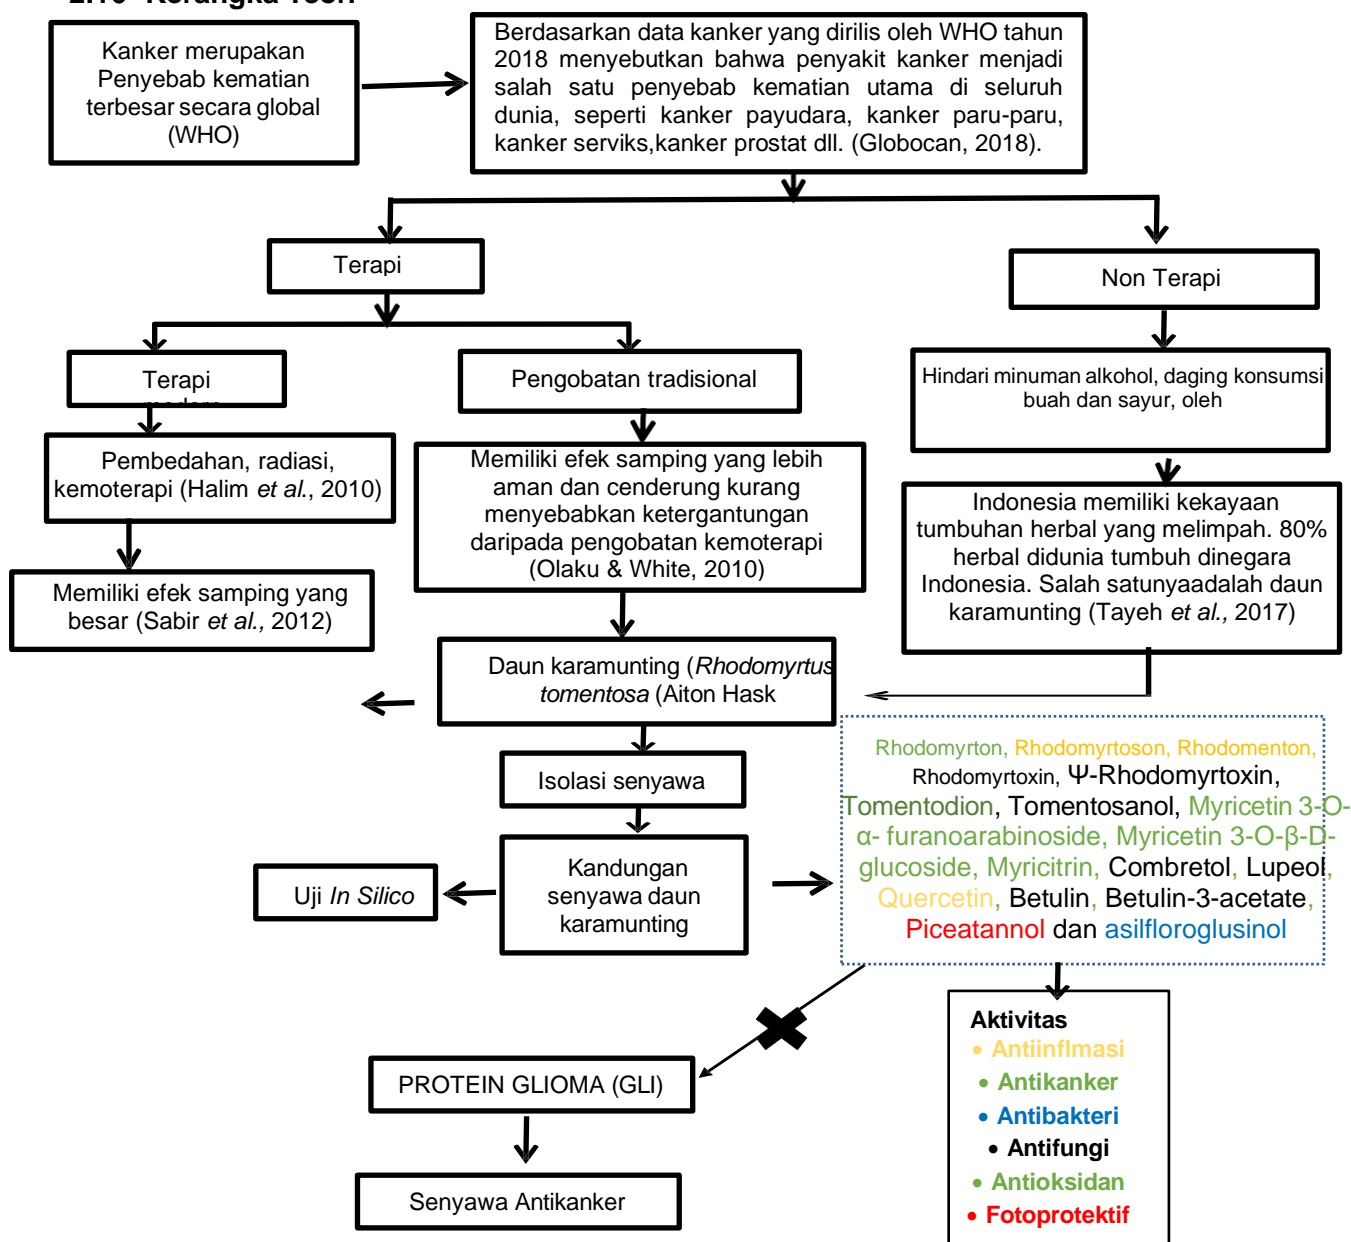 Kanker merupakan
Penyebab kematian
terbesar secara global
(WHO)
Berdasarkan data kanker yang dirilis oleh WHO tahun
2018 menyebutkan bahwa penyakit kanker menjadi
salah satu penyebab kematian utama di seluruh
dunia, seperti kanker payudara, kanker paru-paru,
kanker serviks,kanker prostat dll. (Globocan, 2018).
Terapi
Non Terapi
Terapi
Pengobatan tradisional
Hindari minuman alkohol, daging konsumsi
buah dan sayur, oleh
Pembedahan, radiasi,
kemoterapi (Halim et al., 2010)
Memiliki efek samping yang lebih
aman dan cenderung kurang
menyebabkan ketergantungan
daripada pengobatan kemoterapi
(Olaku & White, 2010)
Indonesia memiliki kekayaan
tumbuhan herbal yang melimpah. 80%
herbal didunia tumbuh dinegara
Indonesia. Salah satunyaadalah daun
karamunting (Tayeh et al., 2017)
Memiliki efek samping yang
besar (Sabir et al., 2012)
Daun karamunting (Rhodomyrtus
tomentosa (Aiton Hask
Isolasi senyawa
Kandungan
senyawa daun
karamunting
Uji In Silico
Rhodomyrton, Rhodomyrtoson, Rhodomenton,
Rhodomyrtoxin, Ψ-Rhodomyrtoxin,
Tomentodion, Tomentosanol, Myricetin 3-O-
α- furanoarabinoside, Myricetin 3-O-β-D-
glucoside, Myricitrin, Combretol, Lupeol,
Quercetin, Betulin, Betulin-3-acetate,
Piceatannol dan asilfloroglusinol
PROTEIN GLIOMA (GLI)
Senyawa Antikanker
Aktivitas
• Antiinflmasi
• Antikanker
• Antibakteri
• Antifungi
• Antioksidan
• Fotoprotektif